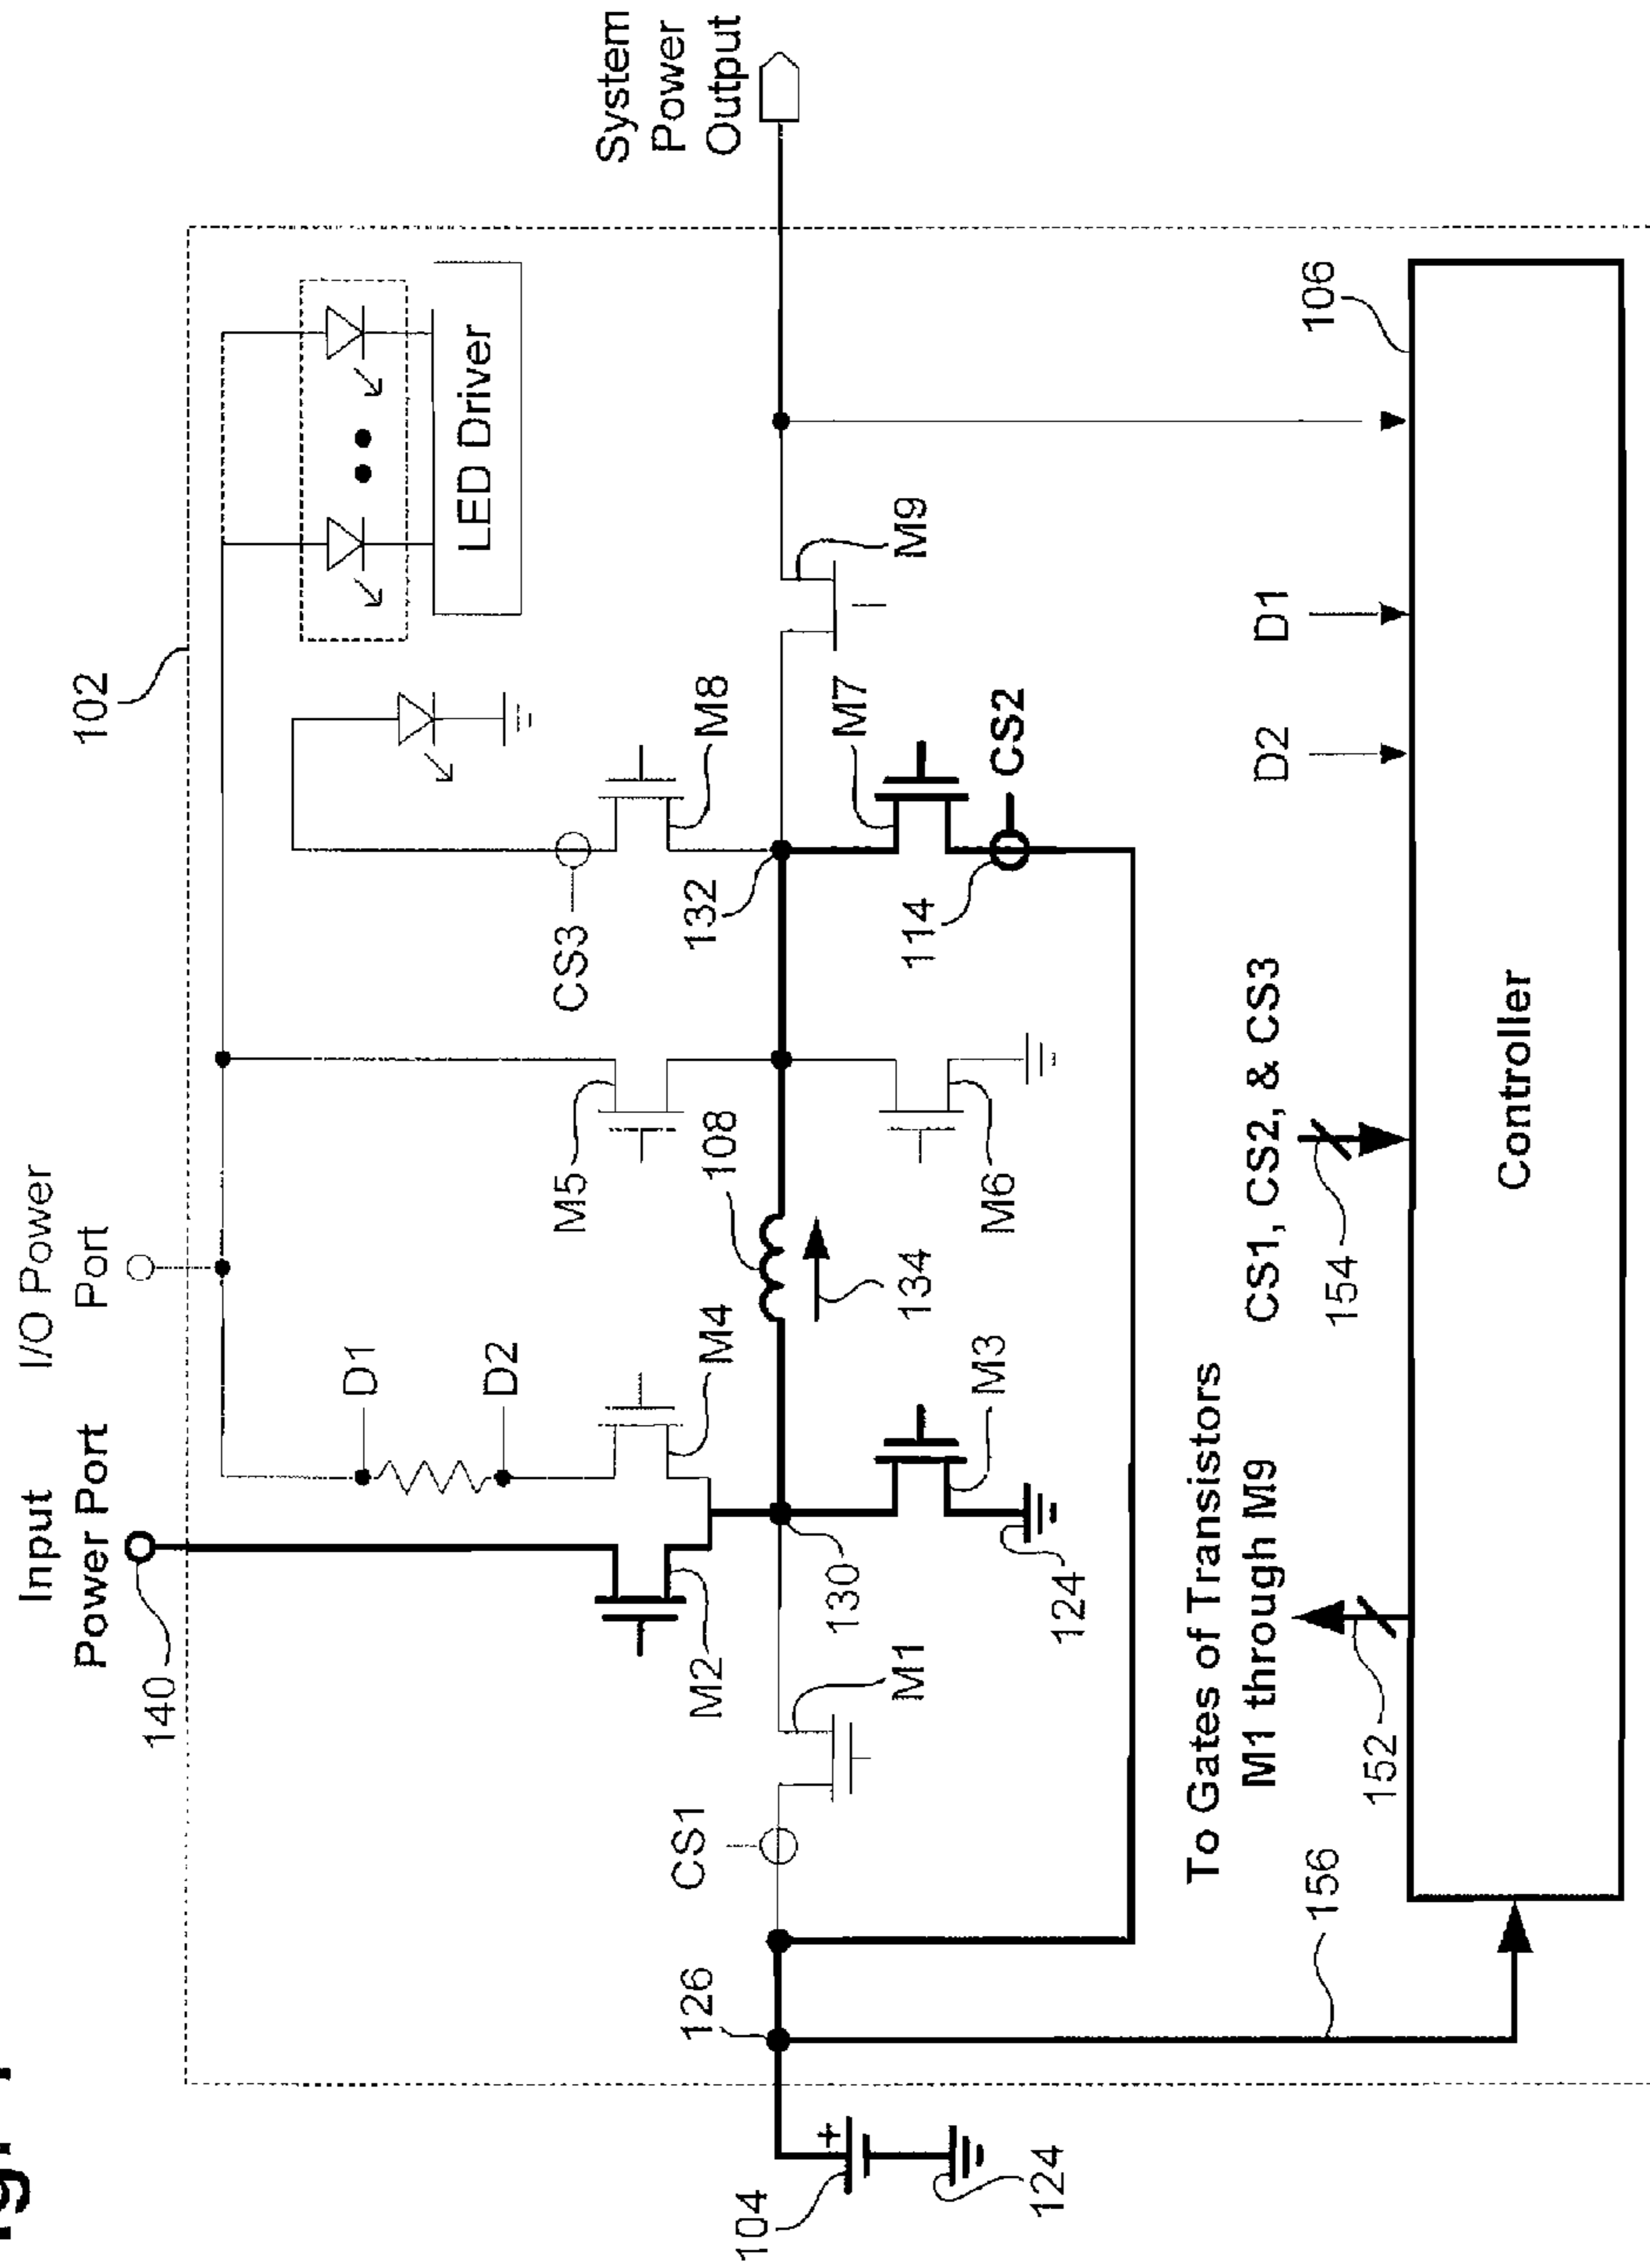 102
Input
Power Port
I/O Power
Port
System
Power
Output
140
D1
D2
M2
M4
M5
108
CS3
M8
LED Driver
104
124
126
CS1
M1
130
124
M3
134
M6
132
114
M7
CS2
M9
156
To Gates of Transistors
M1 through M9
152
154
CS1, CS2, & CS3
D2
D1
106
Controller